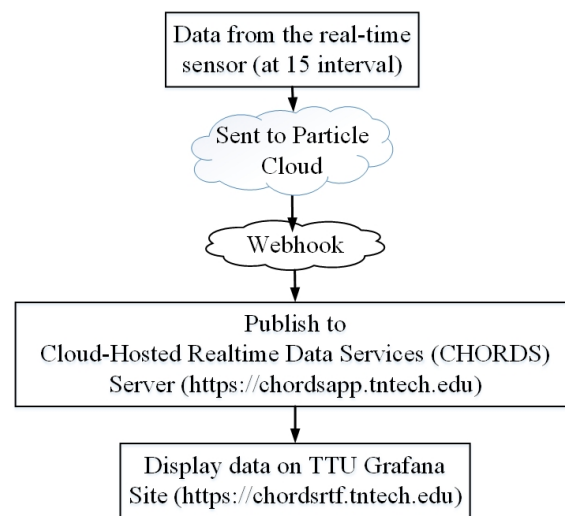 Data from the real-time
sensor (at 15 interval)
Sent to Particle
Cloud
Webhook
Publish to
Cloud-Hosted Realtime Data Services (CHORDS)
Server (https://chordsapp.tntech.edu)
Display data on TTU Grafana
Site (https://chordsrtf.tntech.edu)